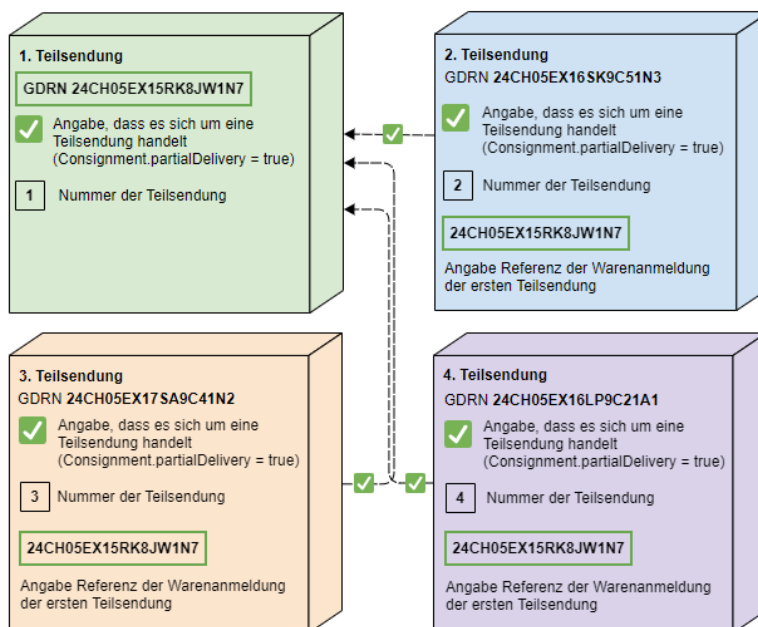 1. Teilsendung
GDRN 24CH05EX15RK8JW1N7
Angabe, dass es sich um eine
Teilsendung handelt
(Consignment.partialDelivery = true)
1 Nummer der Teilsendung
2. Teilsendung
GDRN 24CH05EX16SK9C51N3
Angabe, dass es sich um eine
Teilsendung handelt
(Consignment.partialDelivery = true)
2 Nummer der Teilsendung
24CH05EX15RK8JW1N7
Angabe Referenz der Warenanmeldung
der ersten Teilsendung
3. Teilsendung
GDRN 24CH05EX17SA9C41N2
Angabe, dass es sich um eine
Teilsendung handelt
(Consignment.partialDelivery = true)
3 Nummer der Teilsendung
24CH05EX15RK8JW1N7
Angabe Referenz der Warenanmeldung
der ersten Teilsendung
4. Teilsendung
GDRN 24CH05EX16LP9C21A1
Angabe, dass es sich um eine
Teilsendung handelt
(Consignment.partialDelivery = true)
4 Nummer der Teilsendung
24CH05EX15RK8JW1N7
Angabe Referenz der Warenanmeldung
der ersten Teilsendung